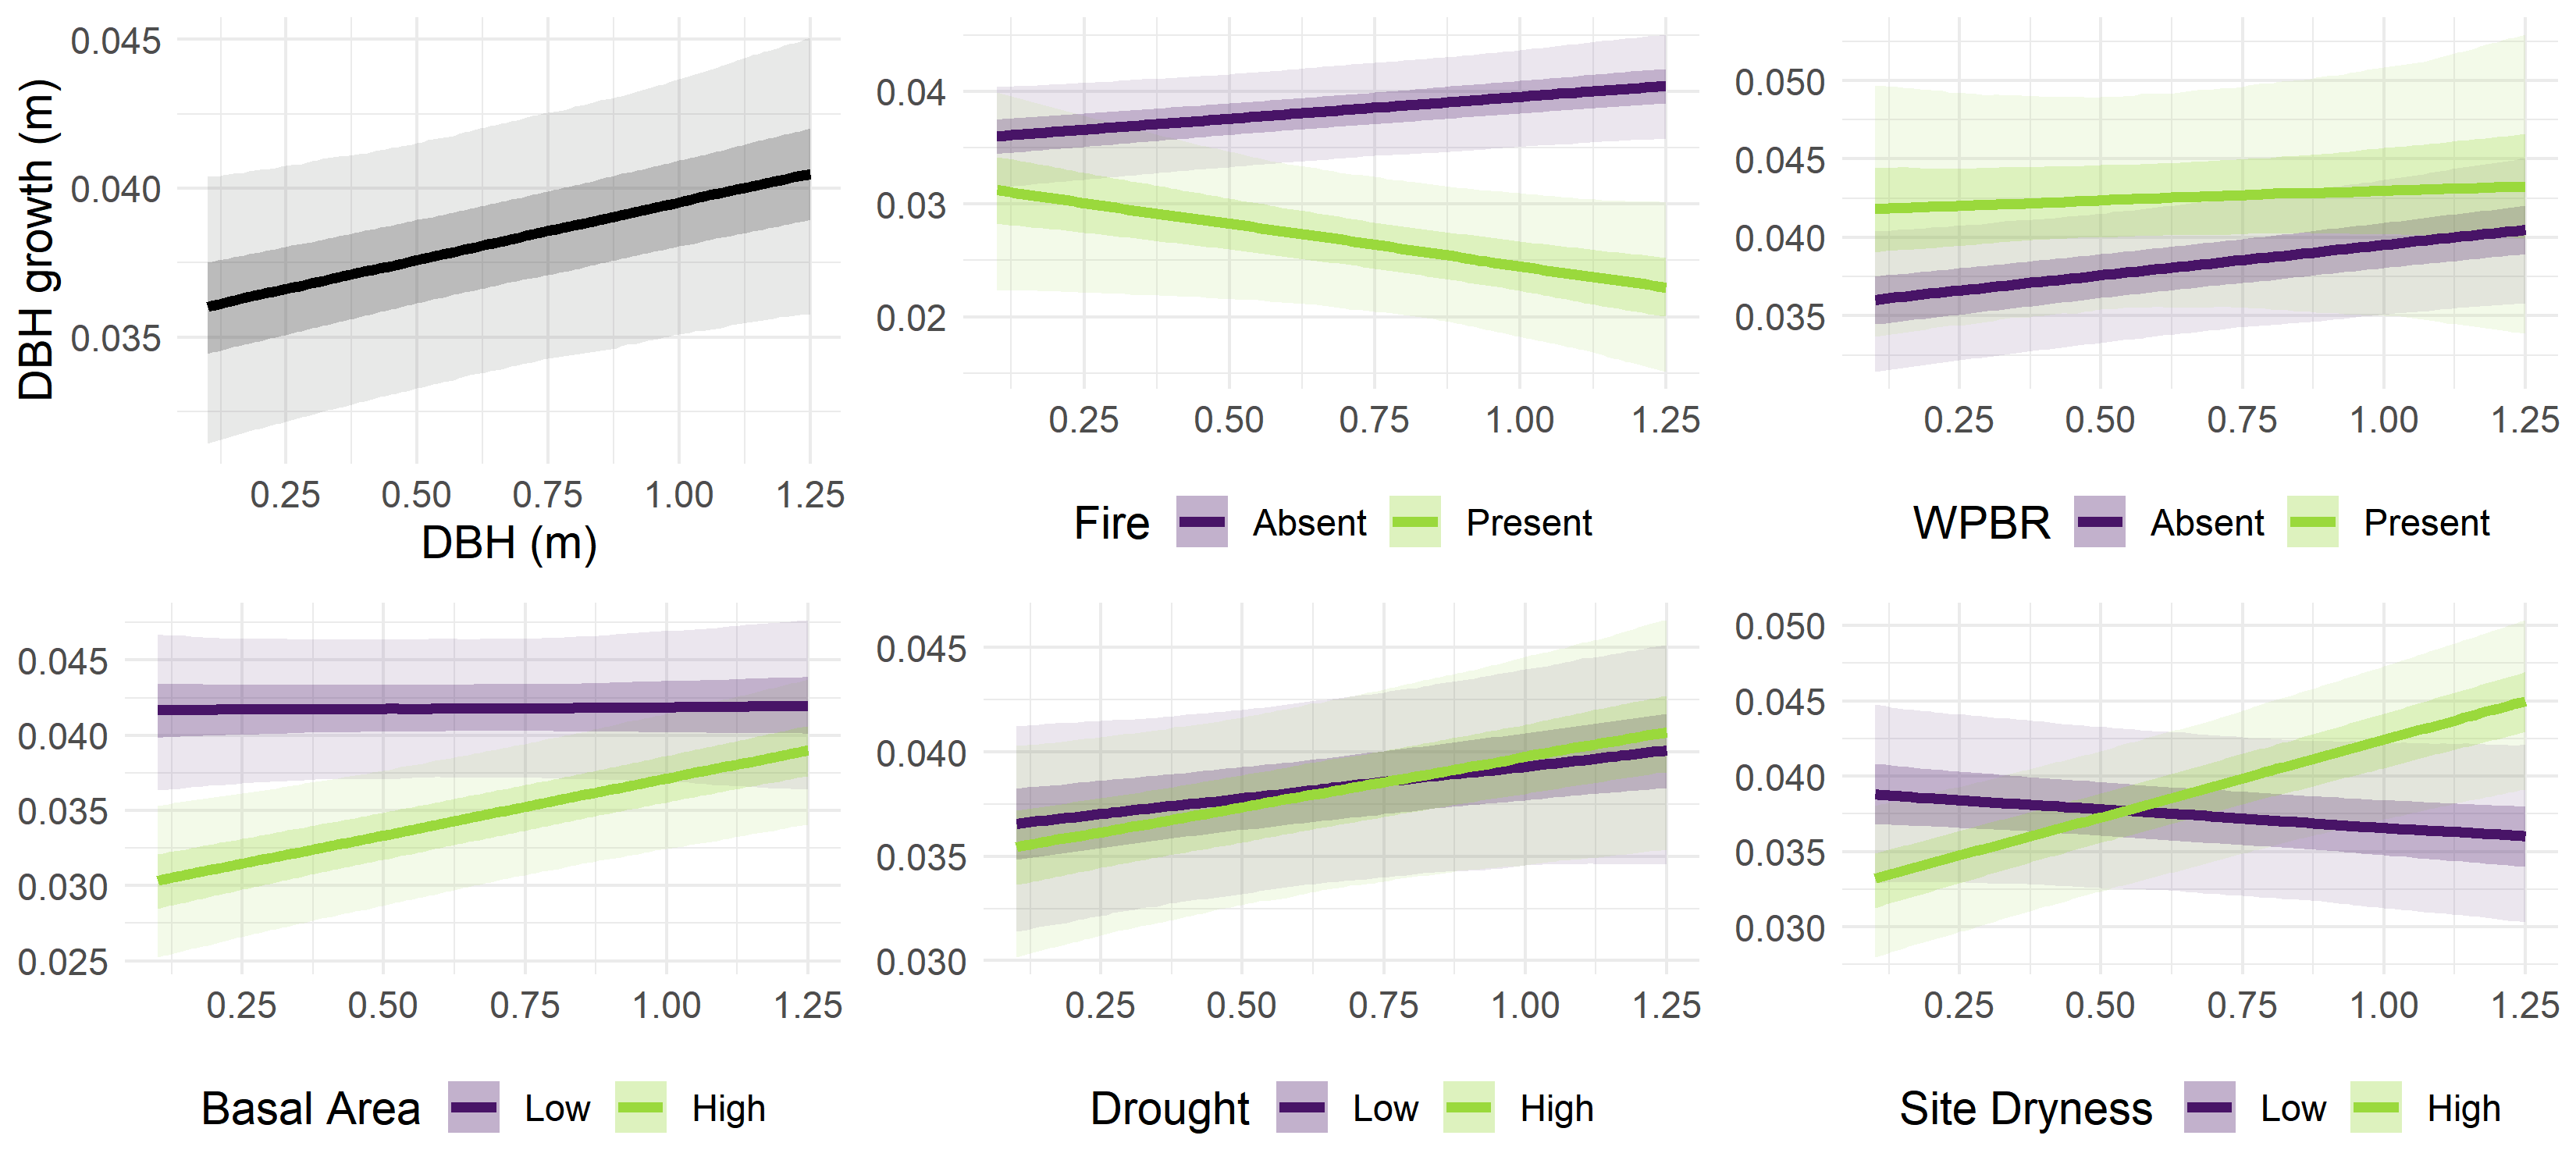 DBH growth (m)
0.045
0.040
0.035
0.25 0.50 0.75 1.00 1.25
DBH (m)
0.04
0.03
0.02
0.25 0.50 0.75 1.00 1.25
Fire Absent Present
0.050
0.045
0.040
0.035
0.25 0.50 0.75 1.00 1.25
WPBR Absent Present
0.045
0.040
0.035
0.030
0.025
0.25 0.50 0.75 1.00 1.25
Basal Area Low High
0.045
0.040
0.035
0.030
0.25 0.50 0.75 1.00 1.25
Drought Low High
0.050
0.045
0.040
0.035
0.030
0.25 0.50 0.75 1.00 1.25
Site Dryness Low High